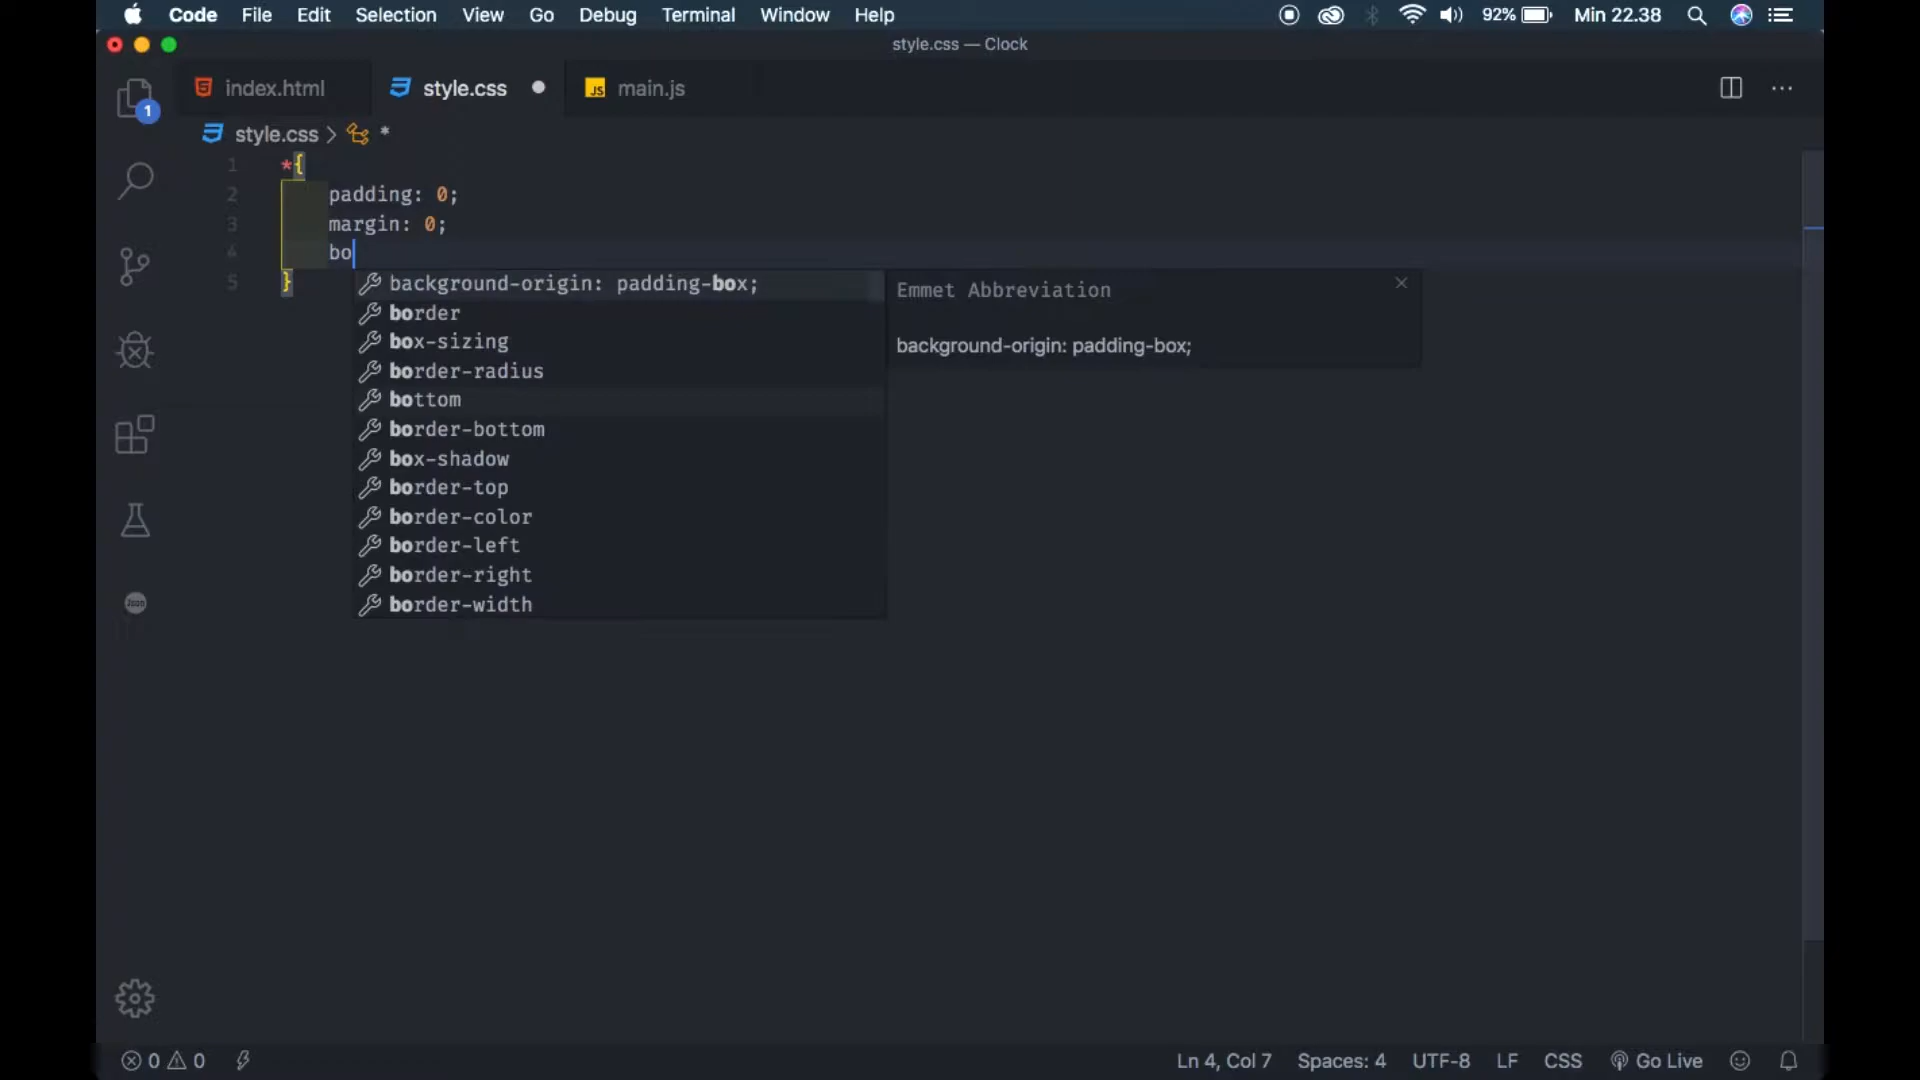 Code File Edit Selection View Go Debug Terminal Window Help 92% Min 22.38
style.css — Clock
index.html style.css main.js
1
style.css > *
1 *{
2 padding: 0;
3 margin: 0;
4 bo
5 }
background-origin: padding-box;
border
box-sizing
border-radius
bottom
border-bottom
box-shadow
border-top
border-color
border-left
border-right
border-width
Emmet Abbreviation
background-origin: padding-box;
0 0 Ln 4, Col 7 Spaces: 4 UTF-8 LF CSS Go Live